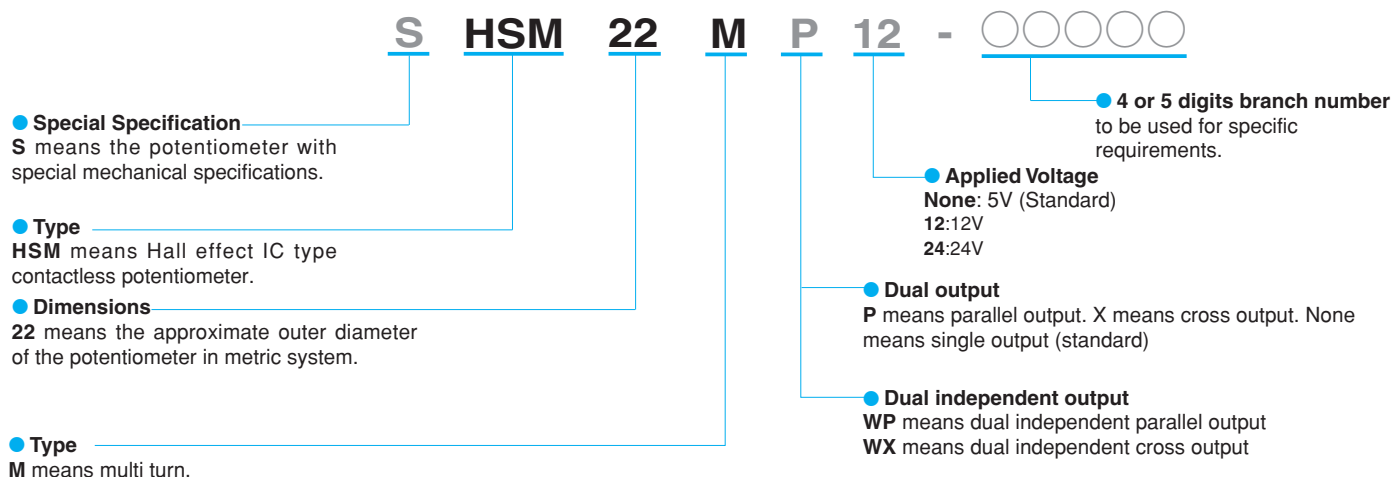 S HSM 22 M P 12 - ○○○○○
● Special Specification
S means the potentiometer with
special mechanical specifications.
● Type
HSM means Hall effect IC type
contactless potentiometer.
● Dimensions
22 means the approximate outer diameter
of the potentiometer in metric system.
● Type
M means multi turn.
● 4 or 5 digits branch number
to be used for specific
requirements.
● Applied Voltage
None: 5V (Standard)
12:12V
24:24V
● Dual output
P means parallel output. X means cross output. None
means single output (standard)
● Dual independent output
WP means dual independent parallel output
WX means dual independent cross output